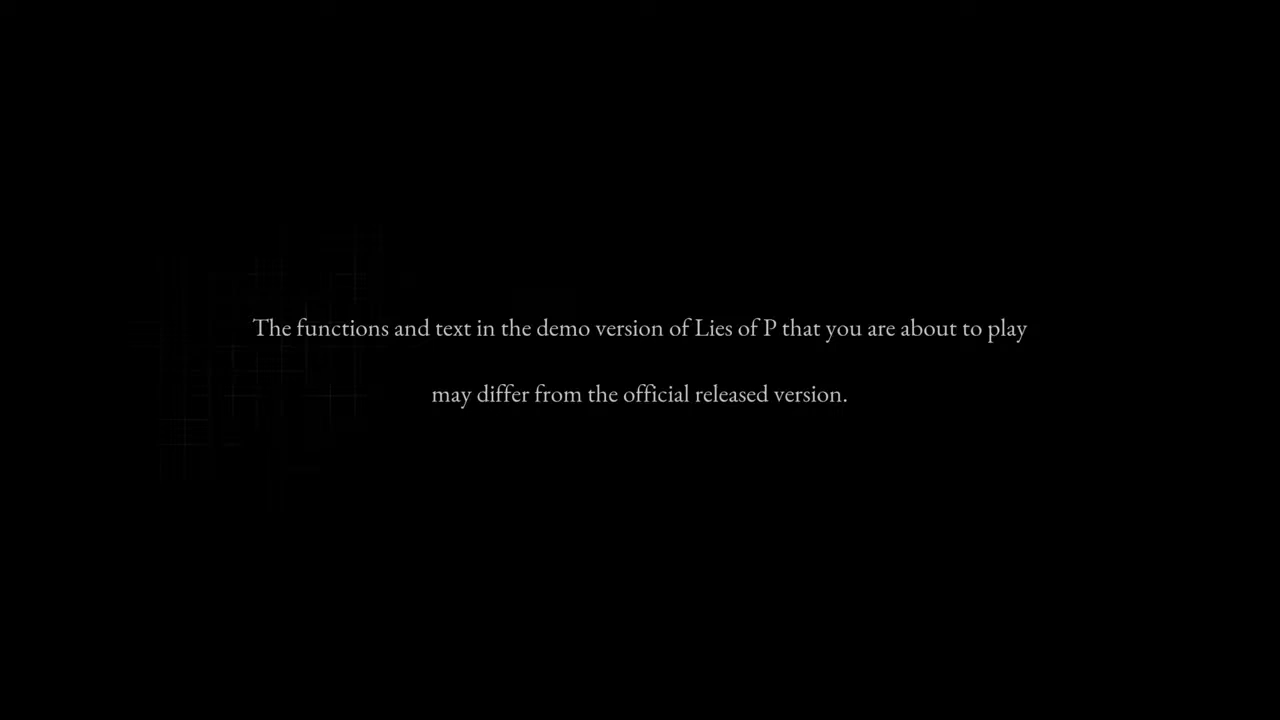 The functions and text in the demo version of Lies of P that you are about to play
may differ from the official released version.